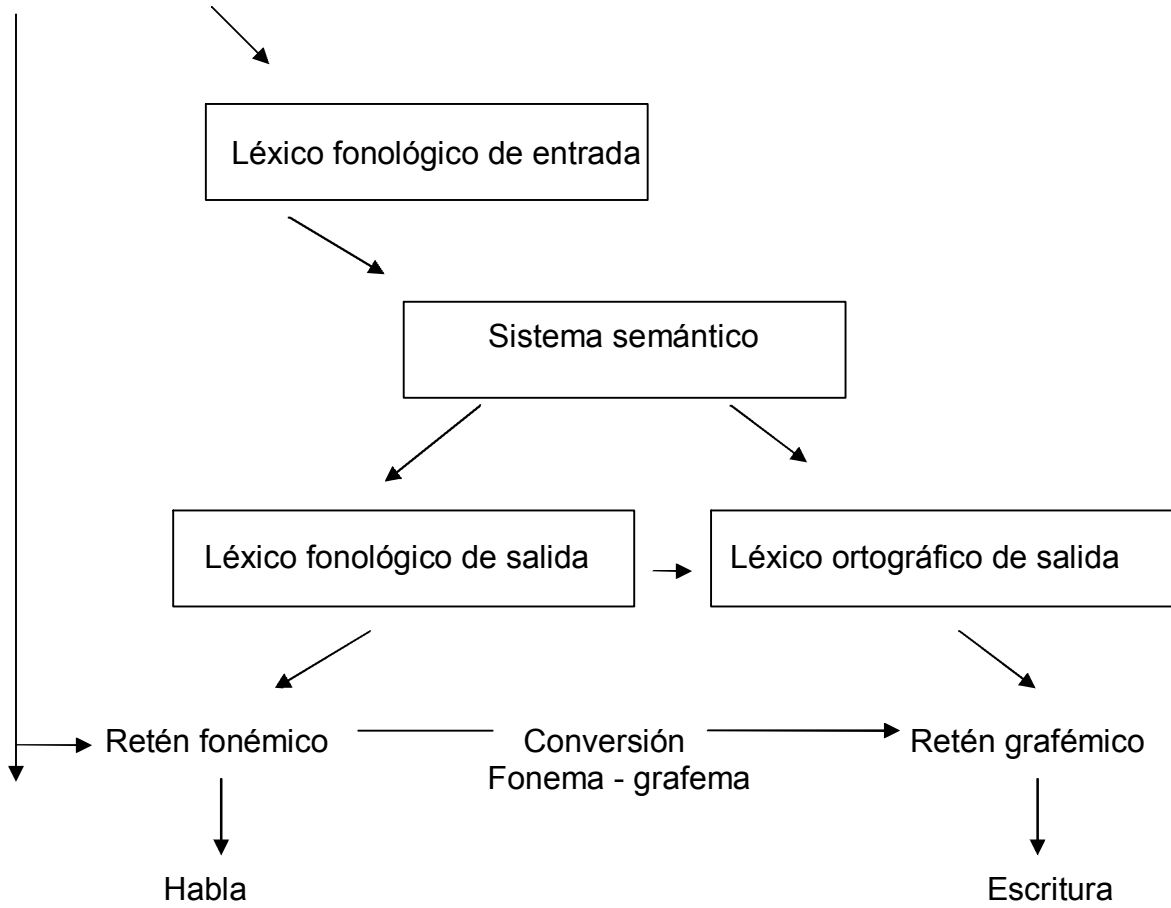 Léxico fonológico de entrada
Sistema semántico
Léxico fonológico de salida
Léxico ortográfico de salida
Retén fonémico
Conversión
Fonema - grafema
Retén grafémico
Habla
Escritura